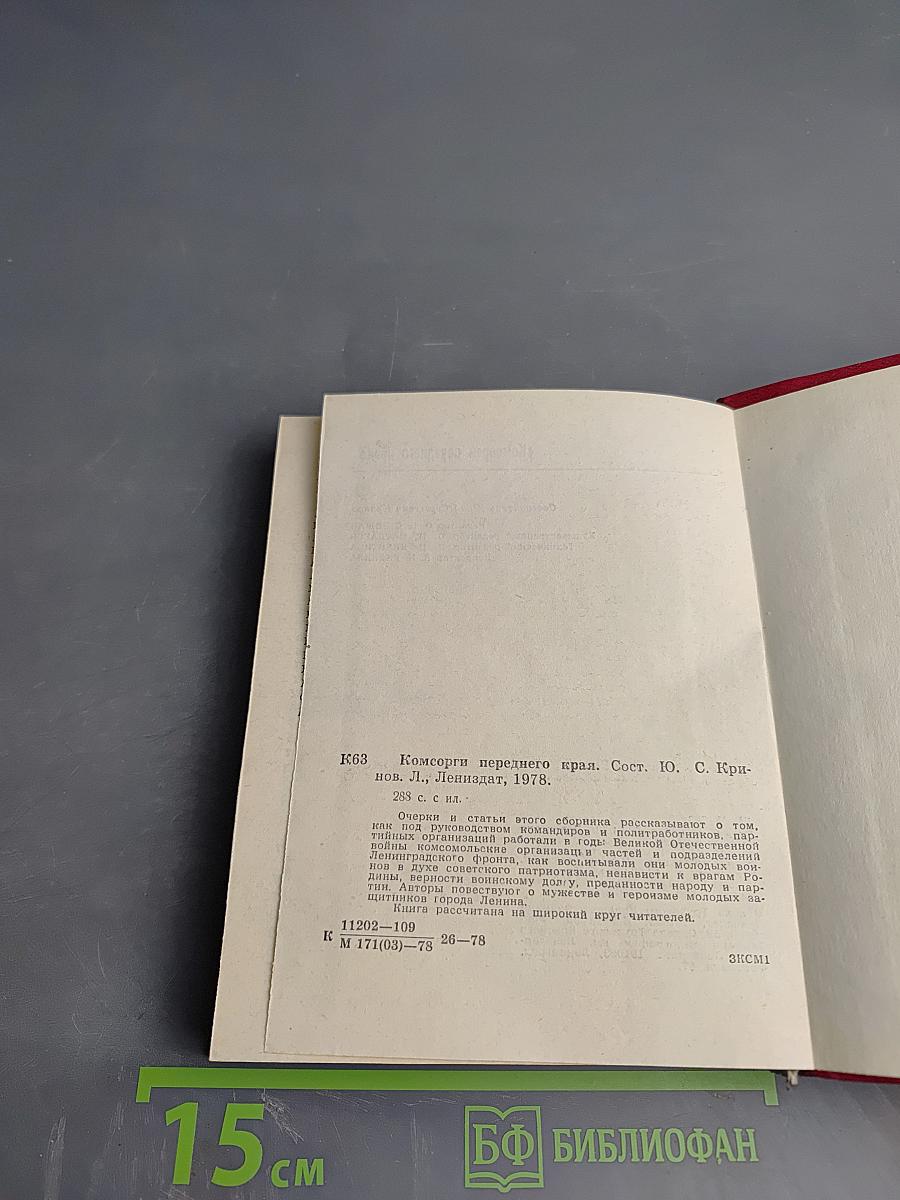 К63 Комсорги переднего края. Сост. Ю. С. Кри-
нов. Л., Лениздат, 1978.
288 с. с ил.
Очерки и статьи этого сборника рассказывают о том,
как под руководством командиров и политработников, пар-
тийных организаций работали в годы Великой Отечественной
войны комсомольские организации частей и подразделений
Ленинградского фронта, как воспитывали они молодых вои-
нов в духе советского патриотизма, ненависти к врагам Ро-
дины, верности воинскому долгу, преданности народу и пар-
тии. Авторы повествуют о мужестве и героизме молодых за-
щитников города Ленина.
Книга рассчитана на широкий круг читателей.
К 11202—109
М 171(03)—78 26—78
3КСМ1
15 см
БФ БИБЛИОФАН